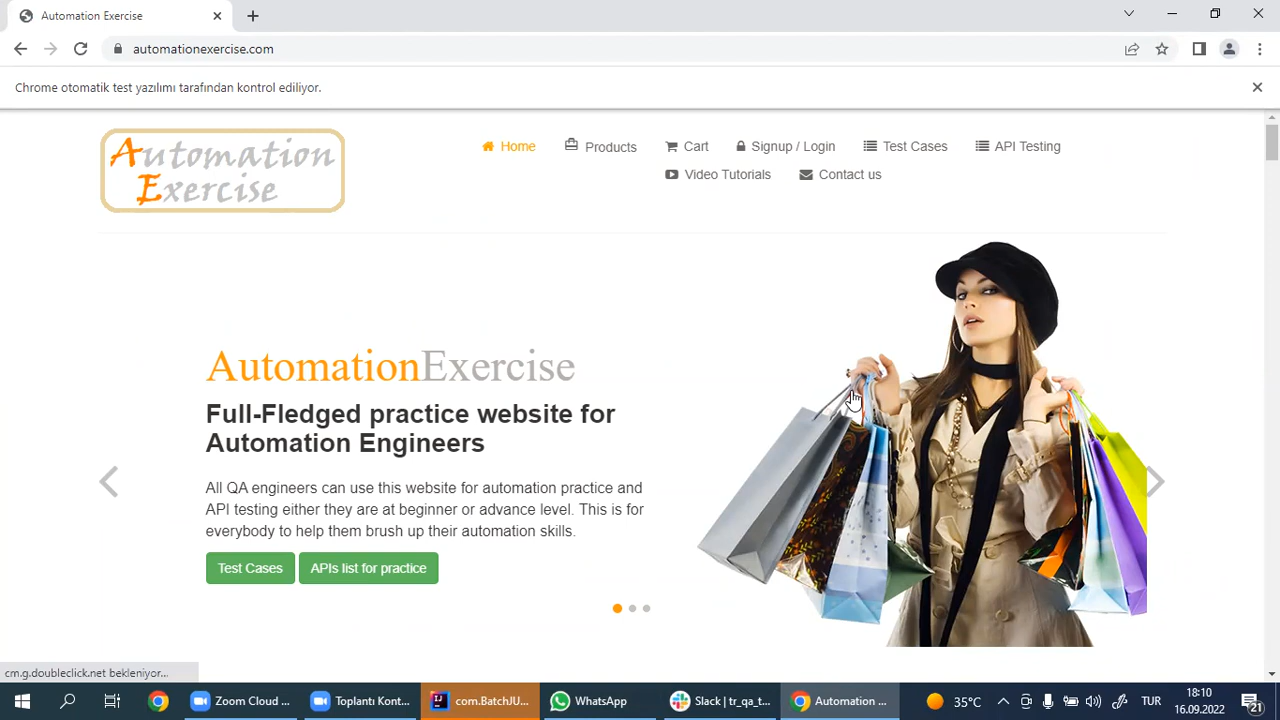 Automation Exercise
automationexercise.com
Chrome otomatik test yazılımı tarafından kontrol ediliyor.
Automation
Exercise
Home
Products
Cart
Signup / Login
Test Cases
API Testing
Video Tutorials
Contact us
AutomationExercise
Full-Fledged practice website for
Automation Engineers
All QA engineers can use this website for automation practice and
API testing either they are at beginner or advance level. This is for
everybody to help them brush up their automation skills.
Test Cases
APIs list for practice
cm.g.doubleclick.net bekleniyor...
Zoom Cloud ...
Toplantı Kont...
com.BatchJU...
WhatsApp
Slack | tr_qa_t...
Automation ...
35°C
TUR
18:10
16.09.2022
21